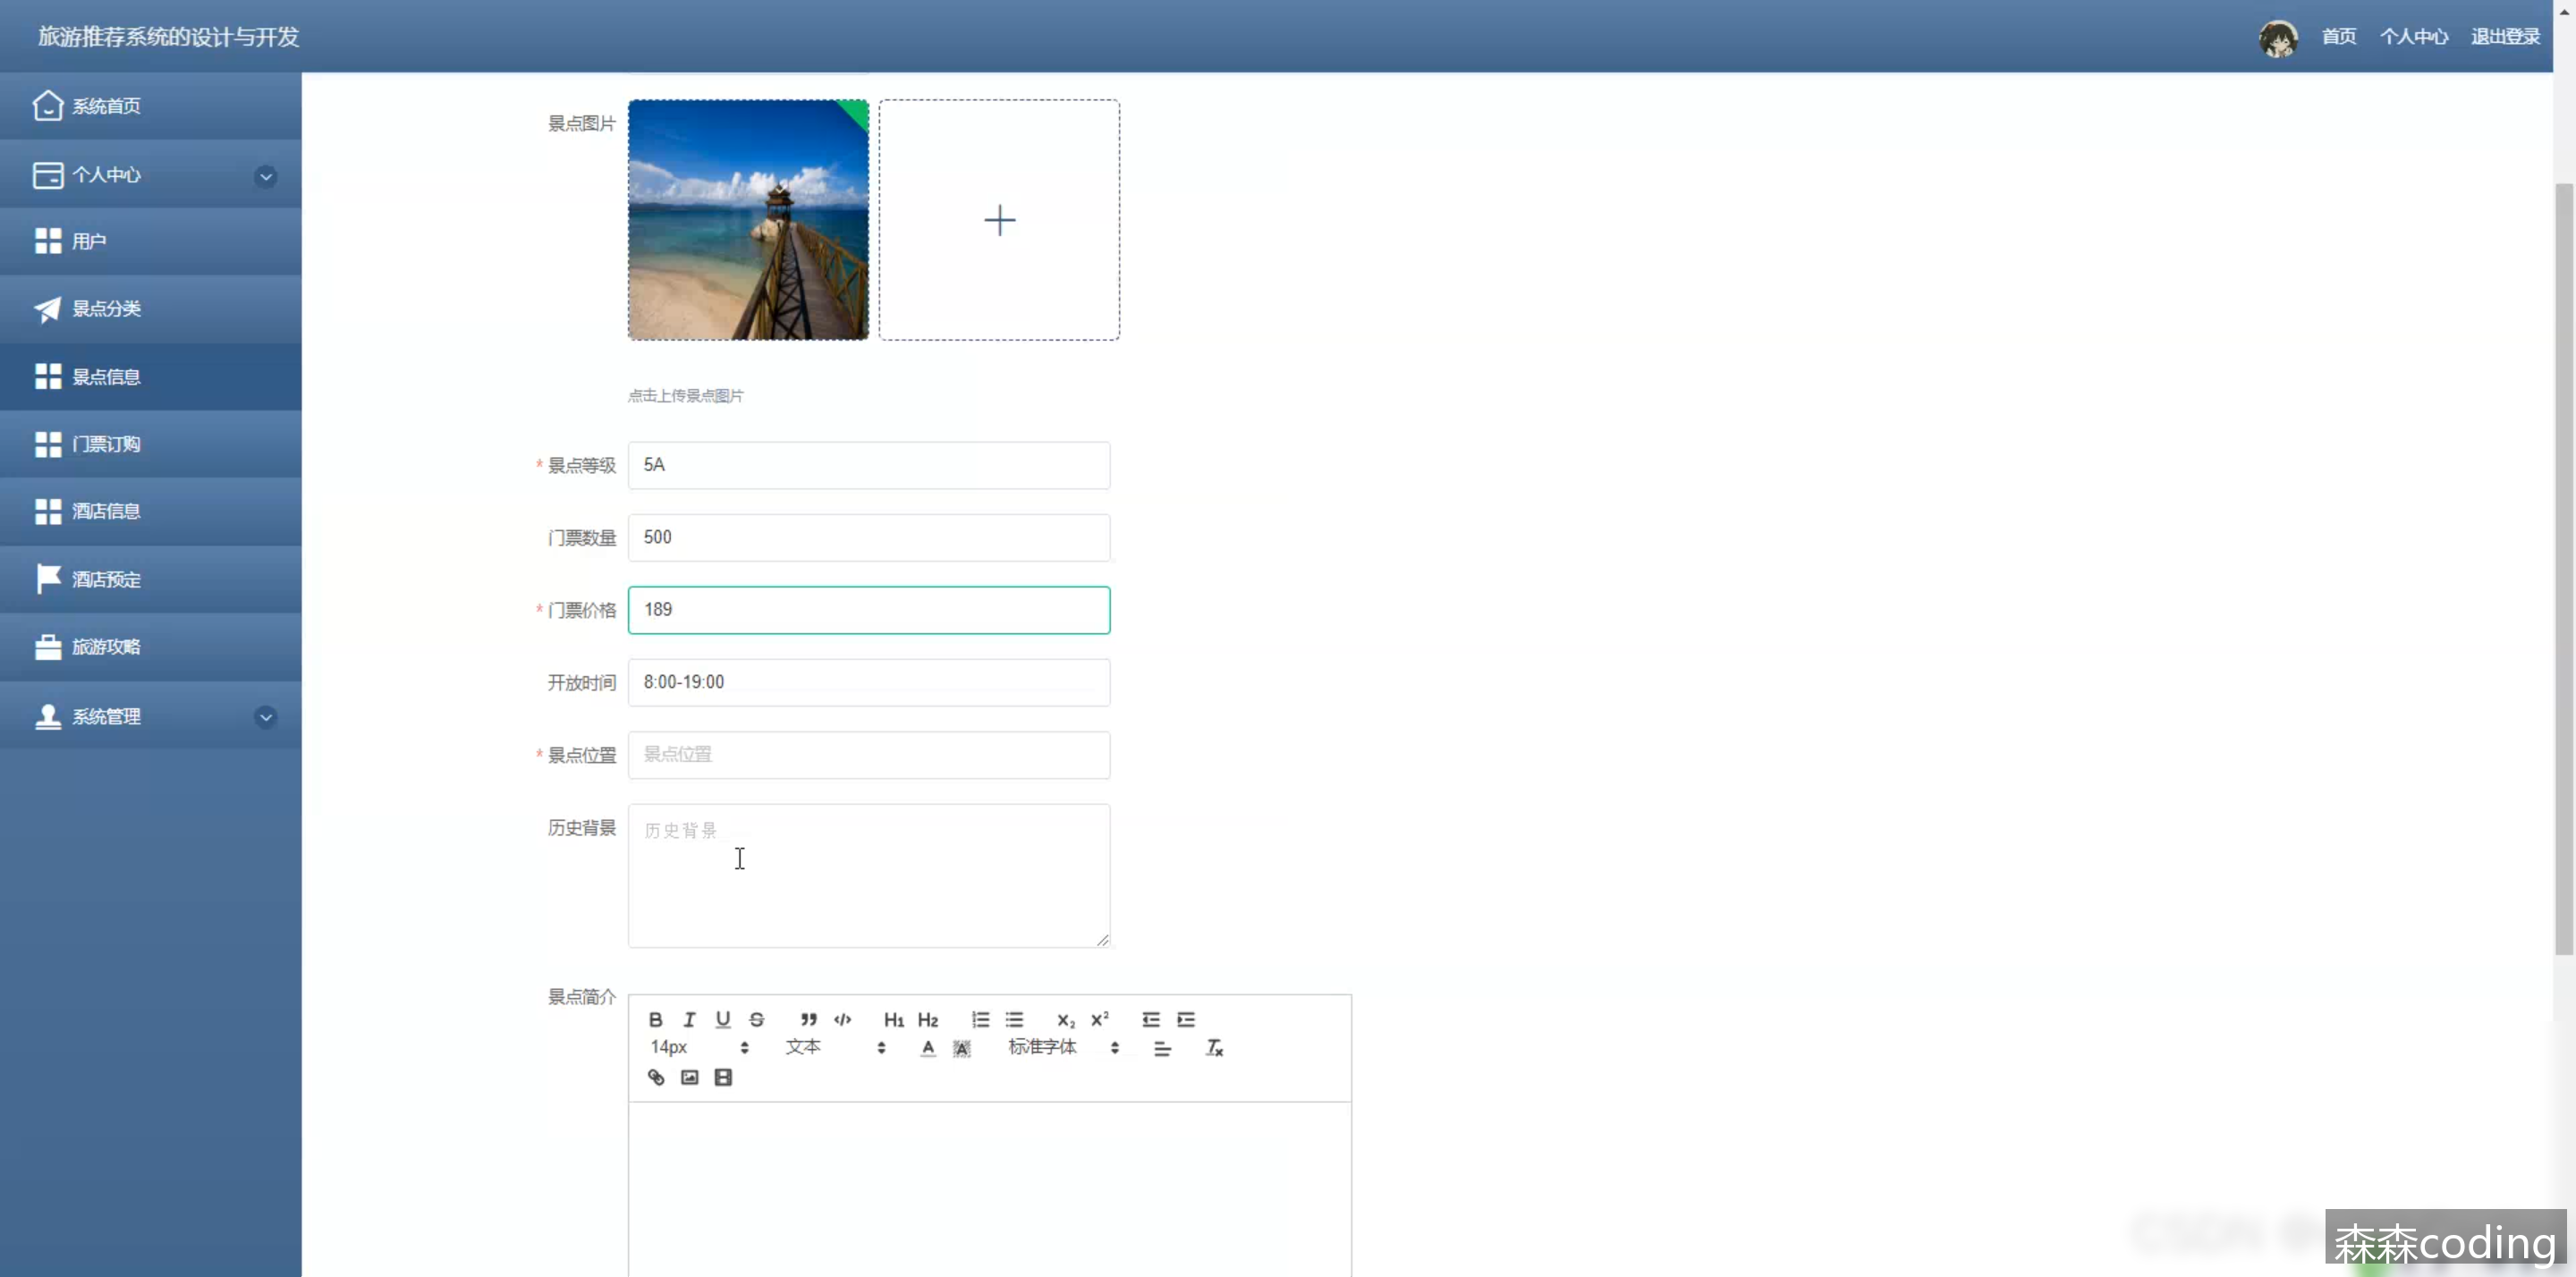 旅游推荐系统的设计与开发
首页 个人中心 退出登录
系统首页
个人中心
用户
景点分类
景点信息
门票订购
酒店信息
酒店预定
旅游攻略
系统管理
景点图片
点击上传景点图片
* 景点等级 5A
门票数量 500
* 门票价格 189
开放时间 8:00-19:00
* 景点位置 景点位置
历史背景 历史背景
景点简介
B I U S H1 H2 X2 X2
14px 文本 A A 标准字体 Tx
森森coding